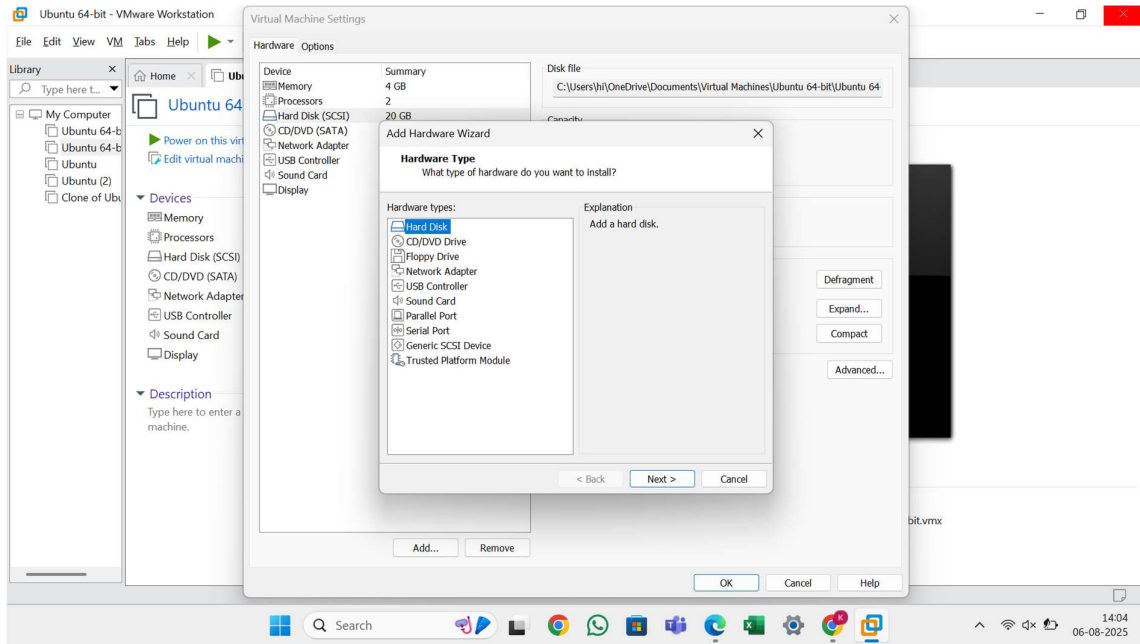 Ubuntu 64-bit - VMware Workstation
File Edit View VM Tabs Help
Library
Type here t...
My Computer
Ubuntu 64-b
Ubuntu 64-b
Ubuntu
Ubuntu (2)
Clone of Ubu
Home
Ubu
Ubuntu 64
Power on this virt
Edit virtual machi
Devices
Memory
Processors
Hard Disk (SCSI)
CD/DVD (SATA)
Network Adapter
USB Controller
Sound Card
Display
Description
Type here to enter a
machine.
Virtual Machine Settings
Hardware Options
Device Summary
Memory 4 GB
Processors 2
Hard Disk (SCSI) 20 GB
CD/DVD (SATA)
Network Adapter
USB Controller
Sound Card
Display
Add... Remove
Disk file
C:\Users\hi\OneDrive\Documents\Virtual Machines\Ubuntu 64-bit\Ubuntu 64
Capacity
Defragment
Expand...
Compact
Advanced...
OK Cancel Help
Add Hardware Wizard
Hardware Type
What type of hardware do you want to install?
Hardware types:
Hard Disk
CD/DVD Drive
Floppy Drive
Network Adapter
USB Controller
Sound Card
Parallel Port
Serial Port
Generic SCSI Device
Trusted Platform Module
Explanation
Add a hard disk.
< Back Next > Cancel
bit.vmx
Search
K
14:04
06-08-2025